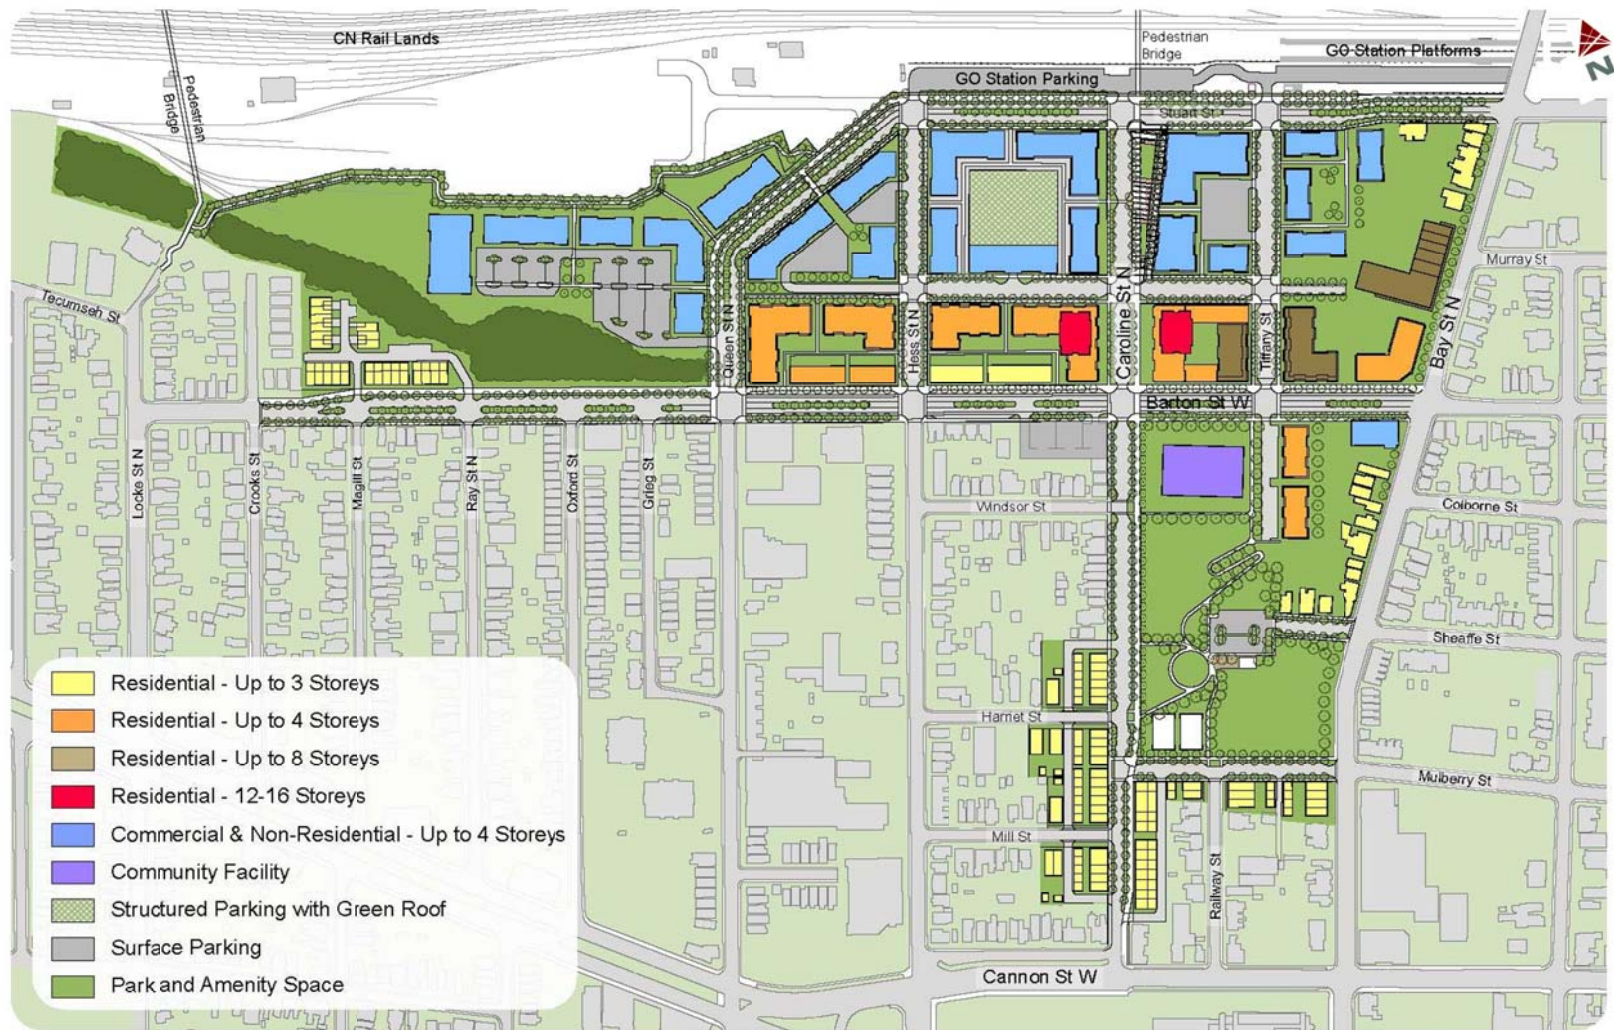 CN Rail Lands
Pedestrian
Bridge
GO Station Platforms
N
Pedestrian
Bridge
GO Station Parking
Stuart St
Murray St
Tecumseh St
Queen St N
Hess St N
Caroline St N
Tiffany St
Bay St N
Barton St W
Locke St N
Crooks St
Magill St
Ray St N
Oxford St
Greig St
Windsor St
Colborne St
Sheaffe St
Harriet St
Mulberry St
Mill St
Railway St
Cannon St W
Residential - Up to 3 Storeys
Residential - Up to 4 Storeys
Residential - Up to 8 Storeys
Residential - 12-16 Storeys
Commercial & Non-Residential - Up to 4 Storeys
Community Facility
Structured Parking with Green Roof
Surface Parking
Park and Amenity Space